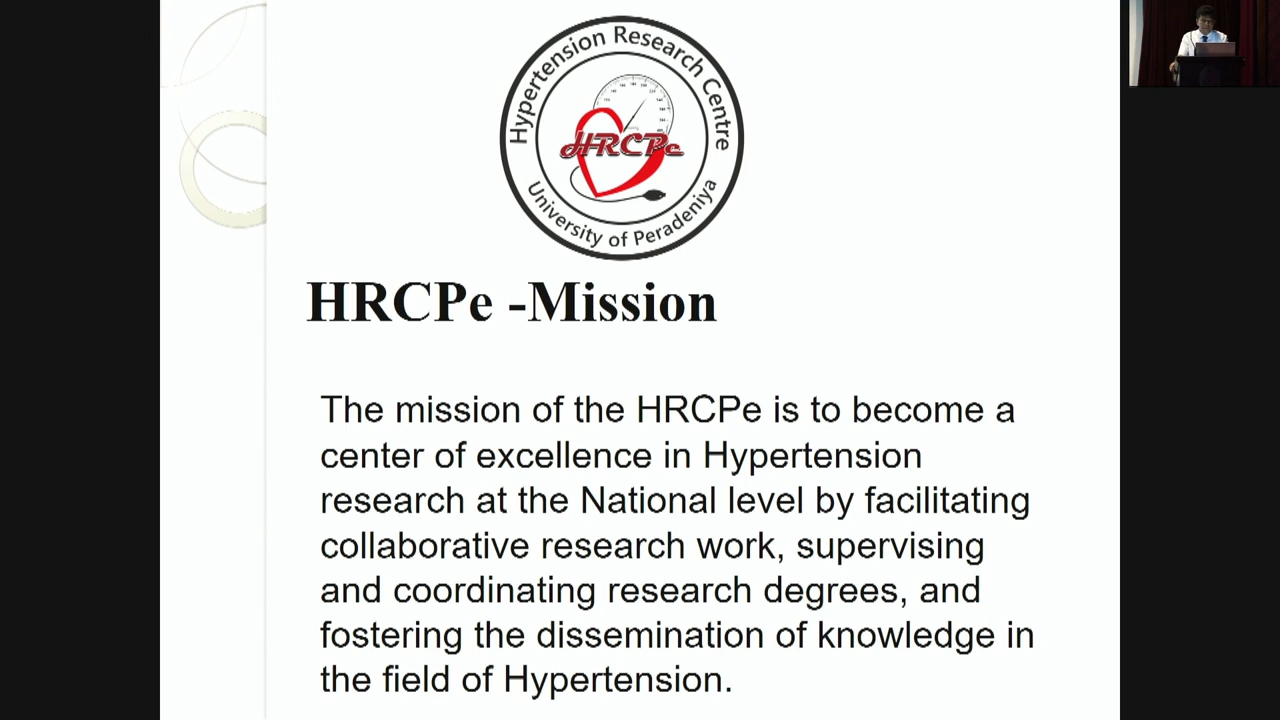 Hypertension Research Centre
HRCPe
University of Peradeniya
HRCPe -Mission
The mission of the HRCPe is to become a
center of excellence in Hypertension
research at the National level by facilitating
collaborative research work, supervising
and coordinating research degrees, and
fostering the dissemination of knowledge in
the field of Hypertension.